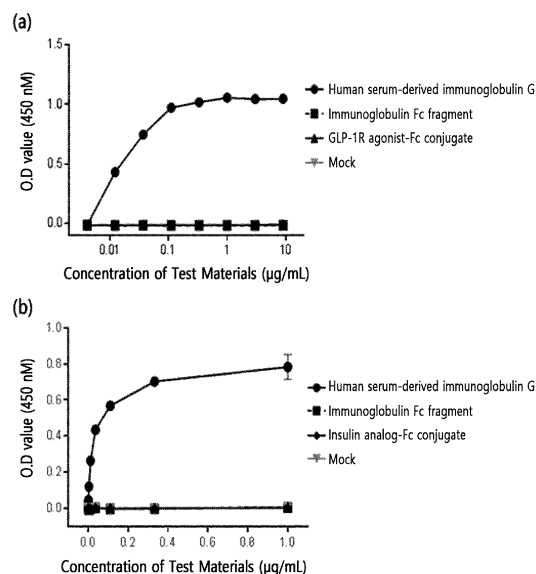 (a)
1.5
1.0
0.5
0.0
O.D value (450 nM)
0.01
0.1
1
10
Concentration of Test Materials (µg/mL)
Human serum-derived immunoglobulin G
Immunoglobulin Fc fragment
GLP-1R agonist-Fc conjugate
Mock
(b)
1.0
0.8
0.6
0.4
0.2
0.0
O.D value (450 nM)
0.0
0.2
0.4
0.6
0.8
1.0
Concentration of Test Materials (µg/mL)
Human serum-derived immunoglobulin G
Immunoglobulin Fc fragment
Insulin analog-Fc conjugate
Mock